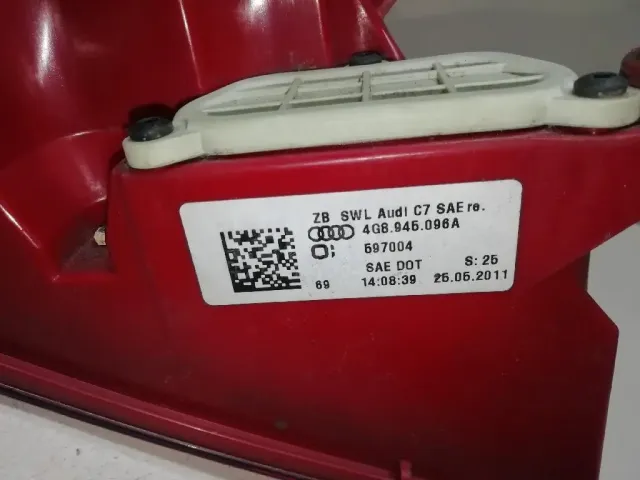 ZB SWL Audi C7 SAE re.
4G8.945.096A
597004
SAE DOT S: 25
69 14:08:39 25.05.2011